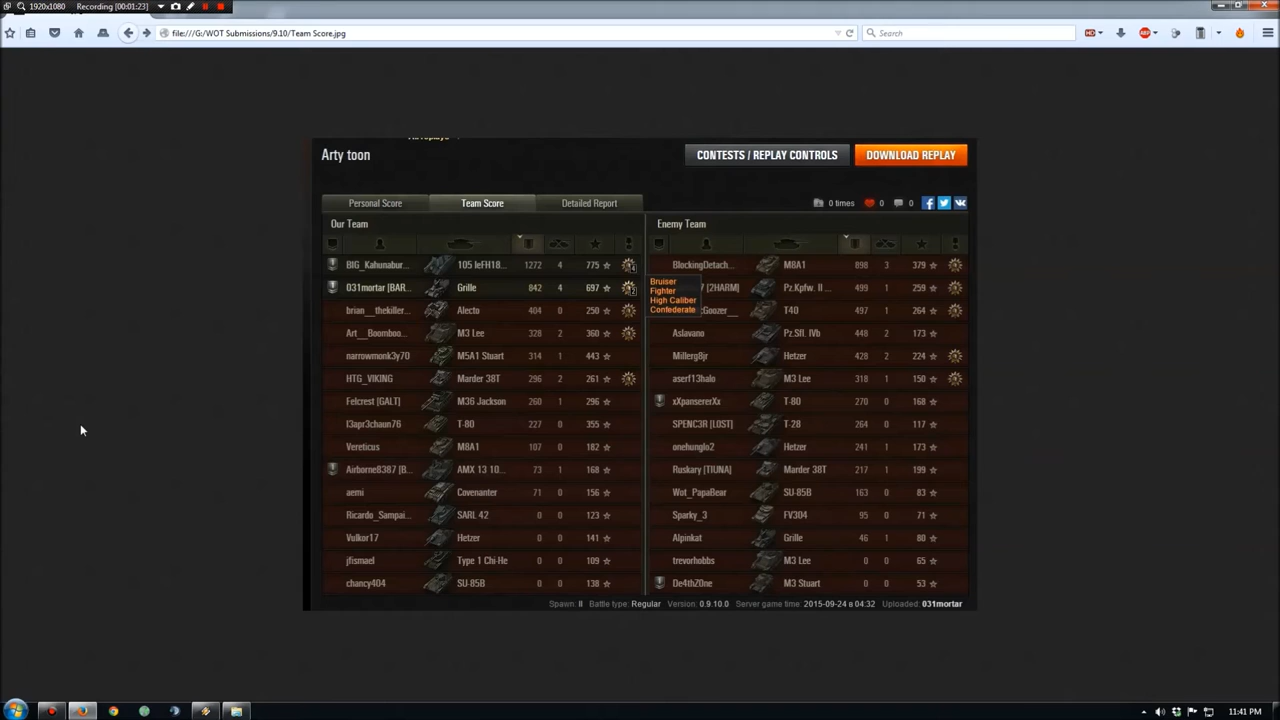 1920x1080 Recording [00:01:23]
file:///G:/WOT Submissions/9.10/Team Score.jpg
Search
HD
ABP
Arty toon
CONTESTS / REPLAY CONTROLS
DOWNLOAD REPLAY
Personal Score Team Score Detailed Report 0 times 0 0
Our Team Enemy Team
BIG_Kahunabur... 105 leFH18... 1272 4 775 4 BlockingDetach... M8A1 898 3 379
Bruiser
031mortar [BAR... Grille 842 4 697 2 7 [2HARM] Pz.Kpfw. II ... 499 1 259
Fighter
High Caliber
Confederate
brian__thekiller... Alecto 404 0 250 cGoozer__ T40 497 1 264
Art__Boomboo... M3 Lee 328 2 360 Aslavano Pz.Sfl. IVb 448 2 173
narrowmonk3y70 M5A1 Stuart 314 1 443 Millerg8jr Hetzer 428 2 224
HTG_VIKING Marder 38T 296 2 261 aserf13halo M3 Lee 318 1 150
Felcrest [GALT] M36 Jackson 260 1 296 xXpansererXx T-80 270 0 168
l3apr3chaun76 T-80 227 0 355 SPENC3R [LOST] T-28 264 0 117
Vereticus M8A1 107 0 182 onehunglo2 Hetzer 241 1 173
Airborne8387 [B... AMX 13 10... 73 1 168 Ruskary [TIUNA] Marder 38T 217 1 199
aemi Covenanter 71 0 156 Wot_PapaBear SU-85B 163 0 83
Ricardo_Sampai... SARL 42 0 0 123 Sparky_3 FV304 95 0 71
Vulkor17 Hetzer 0 0 141 Alpinkat Grille 46 1 80
jfismael Type 1 Chi-He 0 0 109 trevorhobbs M3 Lee 0 0 65
chancy404 SU-85B 0 0 138 De4thZ0ne M3 Stuart 0 0 53
Spawn: II Battle type: Regular Version: 0.9.10.0 Server game time: 2015-09-24 в 04:32 Uploaded: 031mortar
11:41 PM